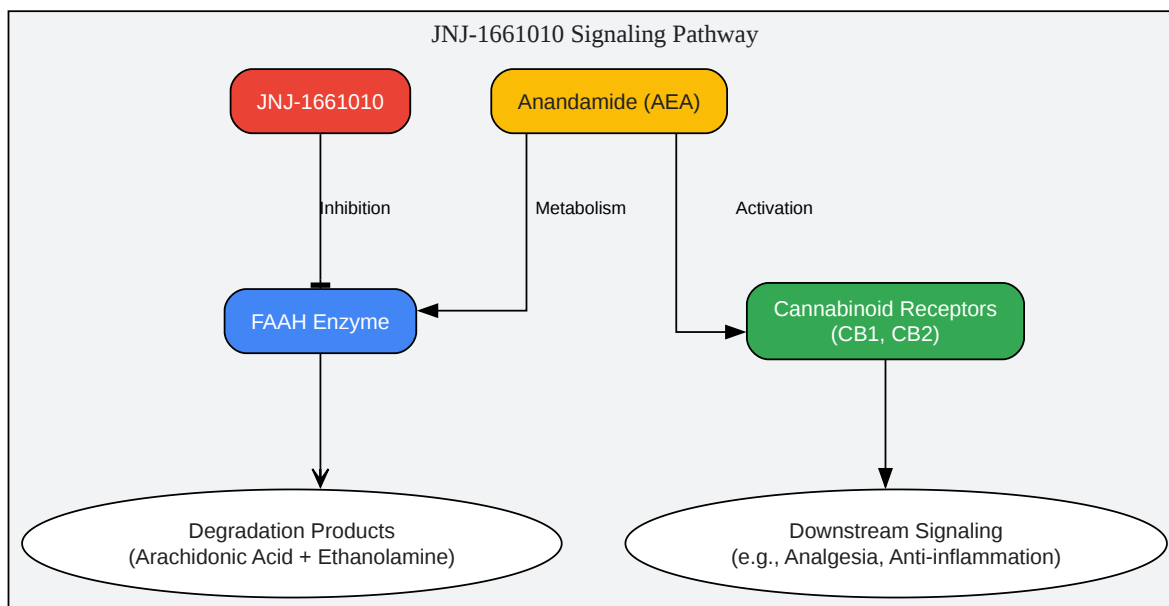 JNJ-1661010 Signaling Pathway
JNJ-1661010
Anandamide (AEA)
Inhibition
Metabolism
Activation
FAAH Enzyme
Cannabinoid Receptors
(CB1, CB2)
Degradation Products
(Arachidonic Acid + Ethanolamine)
Downstream Signaling
(e.g., Analgesia, Anti-inflammation)